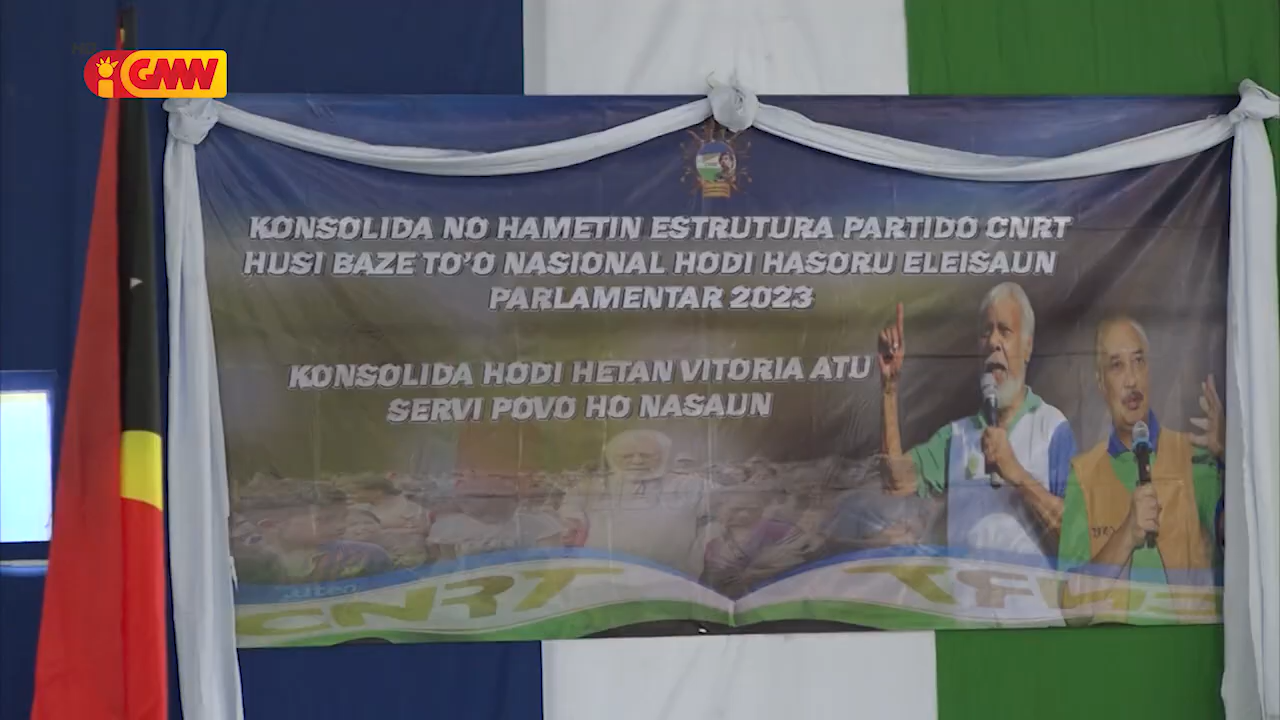 GMN
KONSOLIDA NO HAMETIN ESTRUTURA PARTIDO CNRT
HUSI BAZE TO'O NASIONAL HODI HASORU ELEISAUN
PARLAMENTAR 2023
KONSOLIDA HODI HETAN VITORIA ATU
SERVI POVO HO NASAUN
CNRT